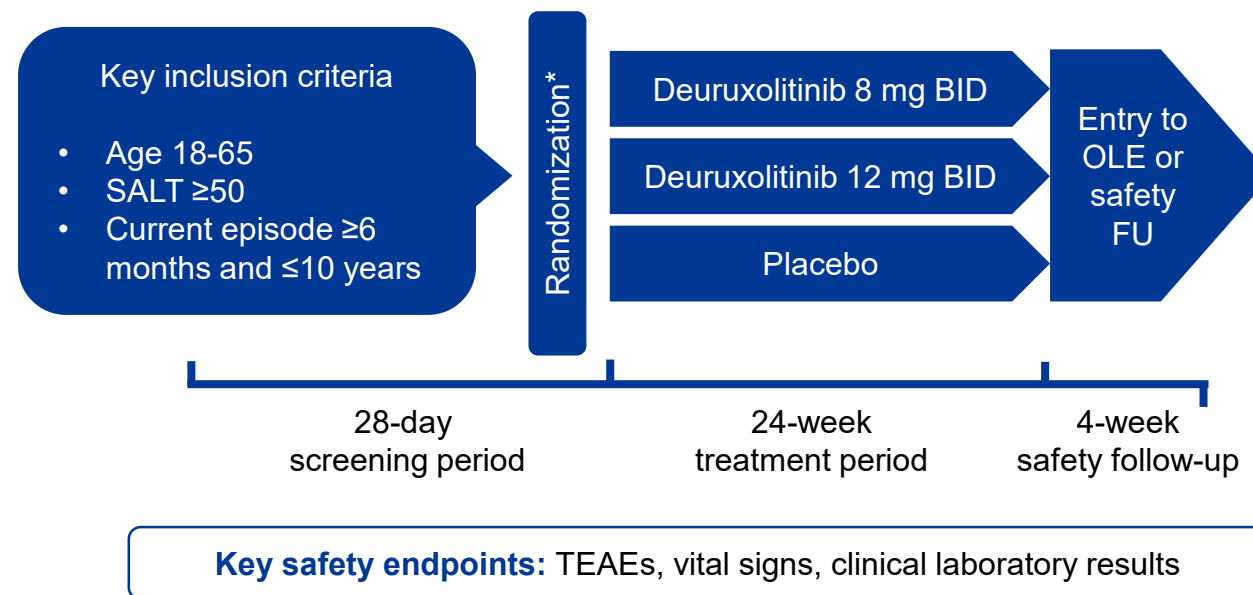 Key inclusion criteria
• Age 18-65
• SALT ≥50
• Current episode ≥6
months and ≤10 years
Randomization*
Deuruxolitinib 8 mg BID
Deuruxolitinib 12 mg BID
Placebo
Entry to
OLE or
safety
FU
28-day
screening period
24-week
treatment period
4-week
safety follow-up
Key safety endpoints: TEAEs, vital signs, clinical laboratory results